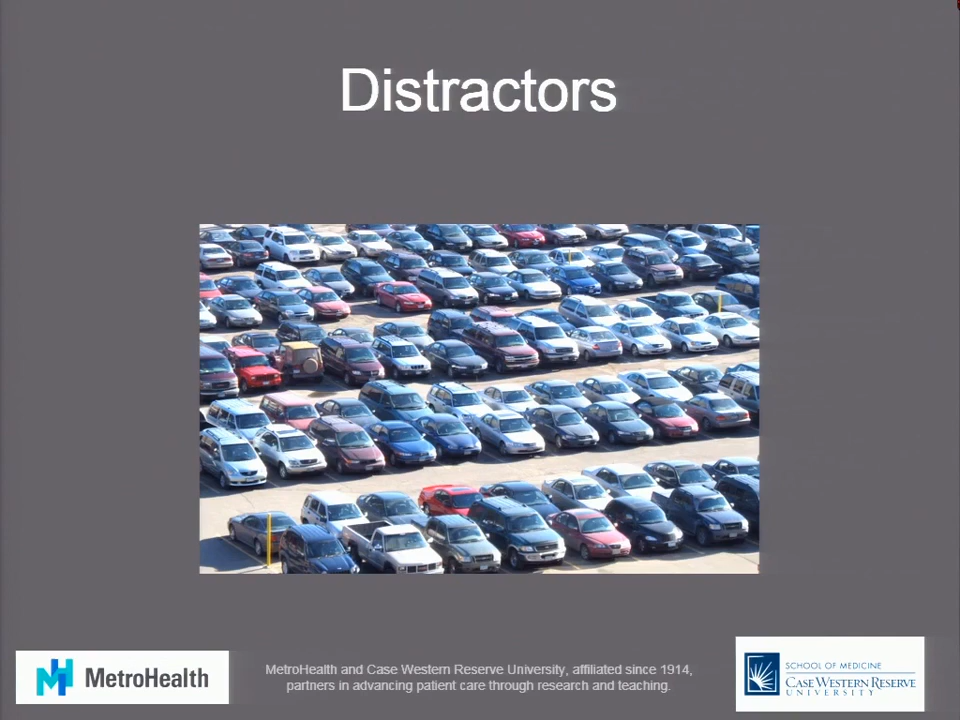 Distractors
MetroHealth
MetroHealth and Case Western Reserve University, affiliated since 1914,
partners in advancing patient care through research and teaching.
SCHOOL OF MEDICINE
CASE WESTERN RESERVE
UNIVERSITY